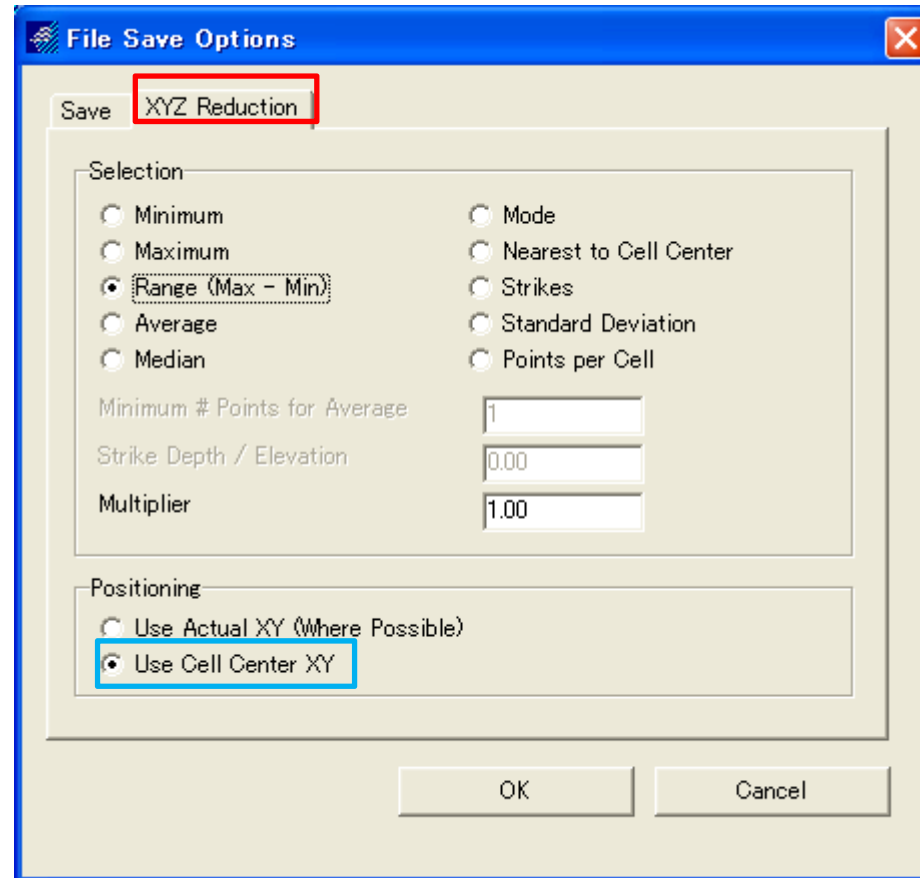 File Save Options
Save
XYZ Reduction
Selection
Minimum
Maximum
Range (Max - Min)
Average
Median
Mode
Nearest to Cell Center
Strikes
Standard Deviation
Points per Cell
Minimum # Points for Average
1
Strike Depth / Elevation
0.00
Multiplier
1.00
Positioning
Use Actual XY (Where Possible)
Use Cell Center XY
OK
Cancel